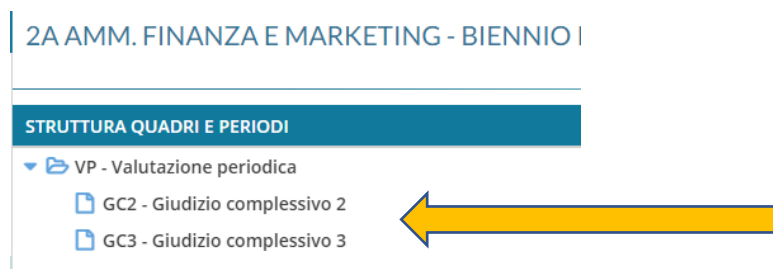 2A AMM. FINANZA E MARKETING - BIENNIO
STRUTTURA QUADRI E PERIODI
VP - Valutazione periodica
GC2 - Giudizio complessivo 2
GC3 - Giudizio complessivo 3